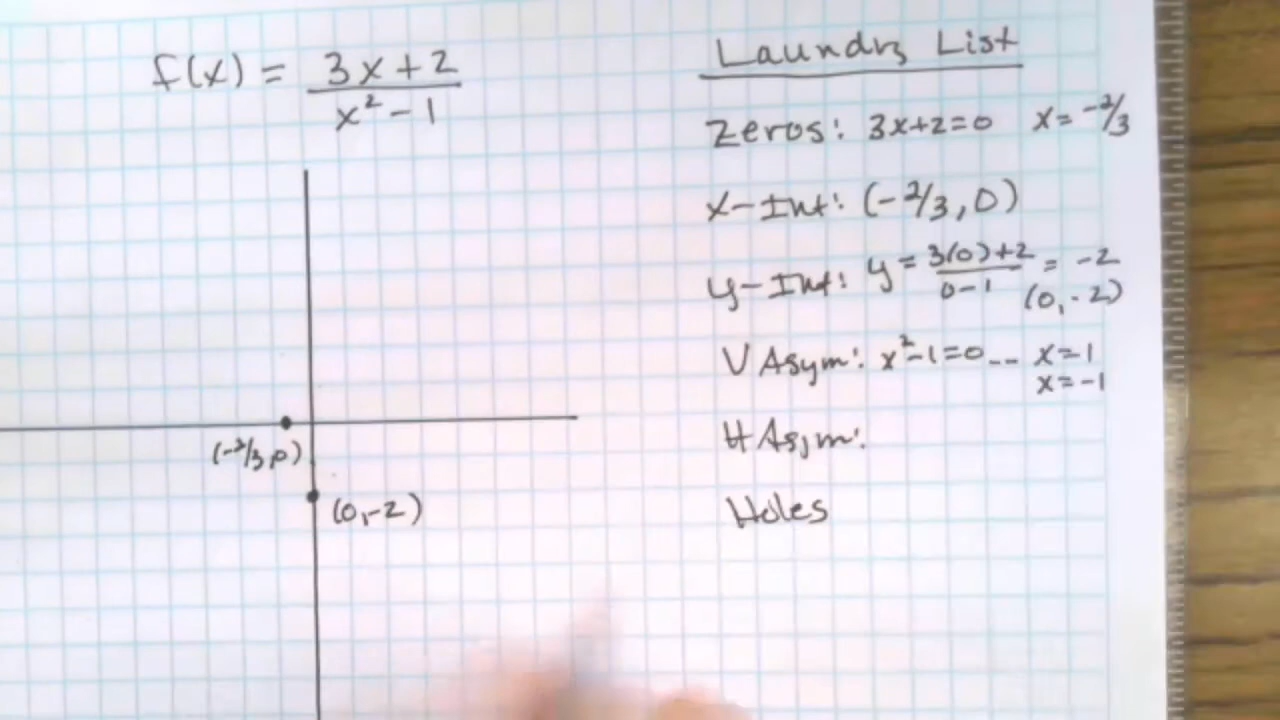 f(x) = 3x+2
x² - 1
Laundry List
Zeros: 3x+2=0 x= -2/3
x-Int: (-2/3, 0)
y-Int: y = 3(0)+2 / 0-1 = -2
(0, -2)
V Asym: x²-1=0 -- x=1
x=-1
H Asym:
Holes
(-2/3, 0)
(0,-2)